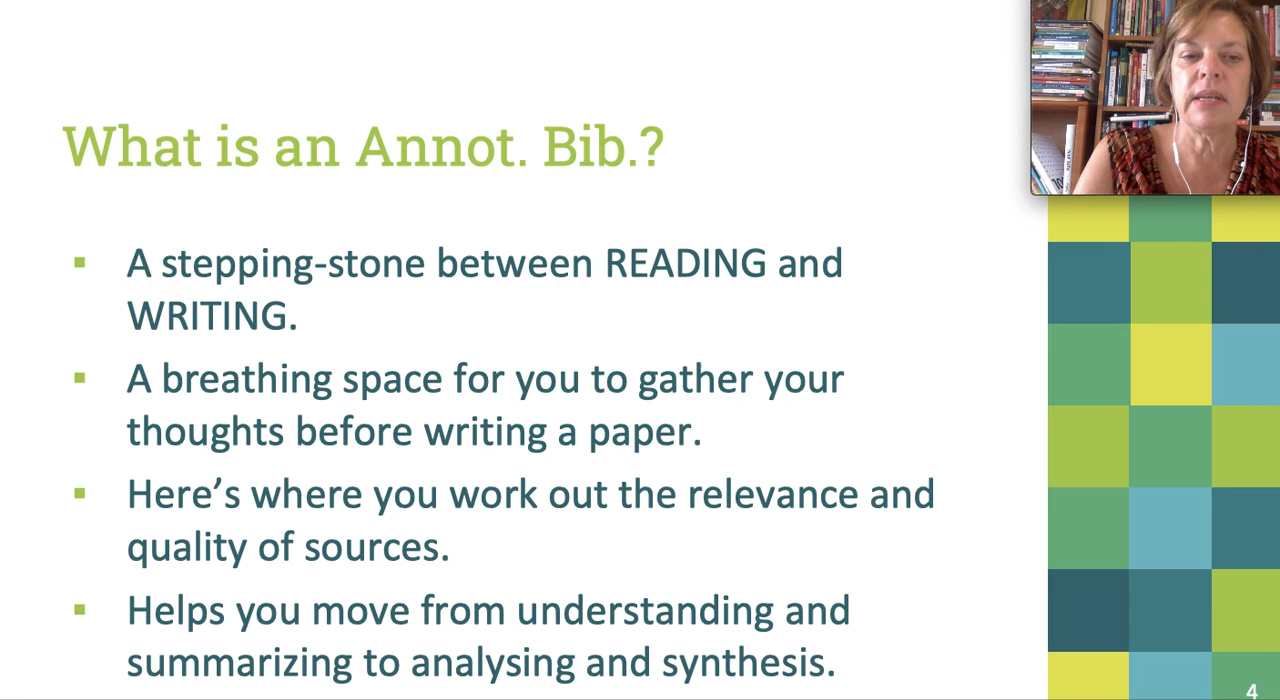 What is an Annot. Bib.?
▪ A stepping-stone between READING and
WRITING.
▪ A breathing space for you to gather your
thoughts before writing a paper.
▪ Here’s where you work out the relevance and
quality of sources.
▪ Helps you move from understanding and
summarizing to analysing and synthesis.
4